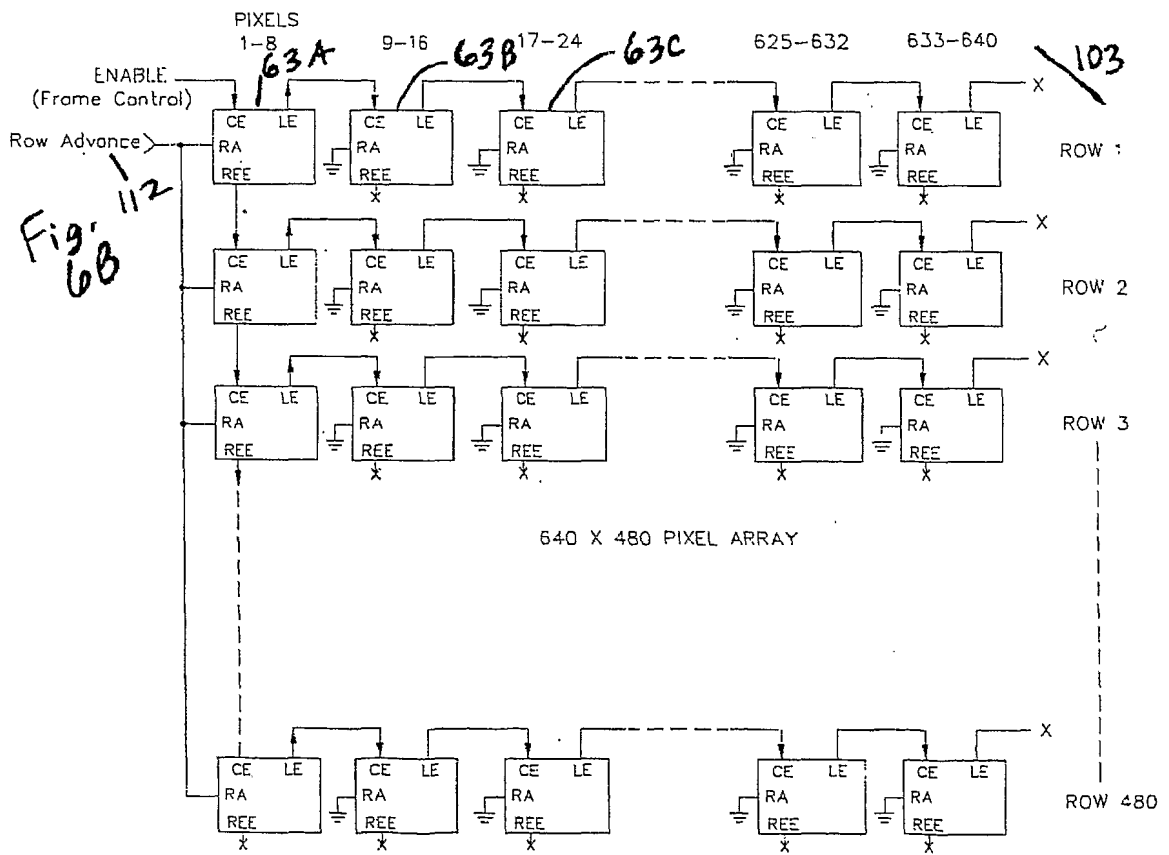 PIXELS
1-8 9-16 17-24 625-632 633-640
63A 63B 63C 103
ENABLE
(Frame Control)
X
CE LE CE LE CE LE CE LE CE LE
Row Advance RA RA RA RA RA ROW 1
REE REE REE REE REE
X X X X
112
Fig. 6B
X
CE LE CE LE CE LE CE LE CE LE
RA RA RA RA RA ROW 2
REE REE REE REE REE
X X X X
X
CE LE CE LE CE LE CE LE CE LE
RA RA RA RA RA ROW 3
REE REE REE REE REE
X X X X
640 X 480 PIXEL ARRAY
X
CE LE CE LE CE LE CE LE CE LE
RA RA RA RA RA ROW 480
REE REE REE REE REE
X X X X X